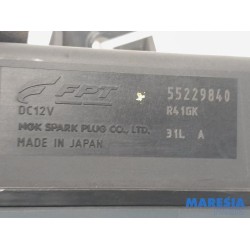 FPT 55229840
DC12V R41GK
NGK SPARK PLUG CO., LTD. 31L A
MADE IN JAPAN
MARESIA